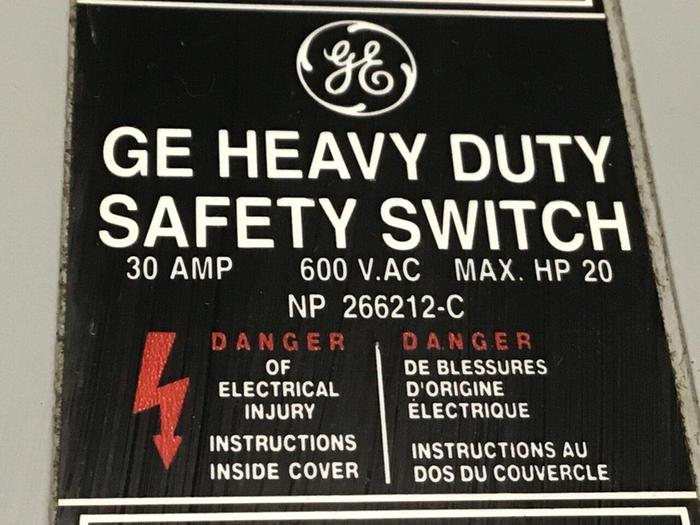 GE
GE HEAVY DUTY
SAFETY SWITCH
30 AMP 600 V.AC MAX. HP 20
NP 266212-C
DANGER
OF
ELECTRICAL
INJURY
INSTRUCTIONS
INSIDE COVER
DANGER
DE BLESSURES
D'ORIGINE
ÉLECTRIQUE
INSTRUCTIONS AU
DOS DU COUVERCLE